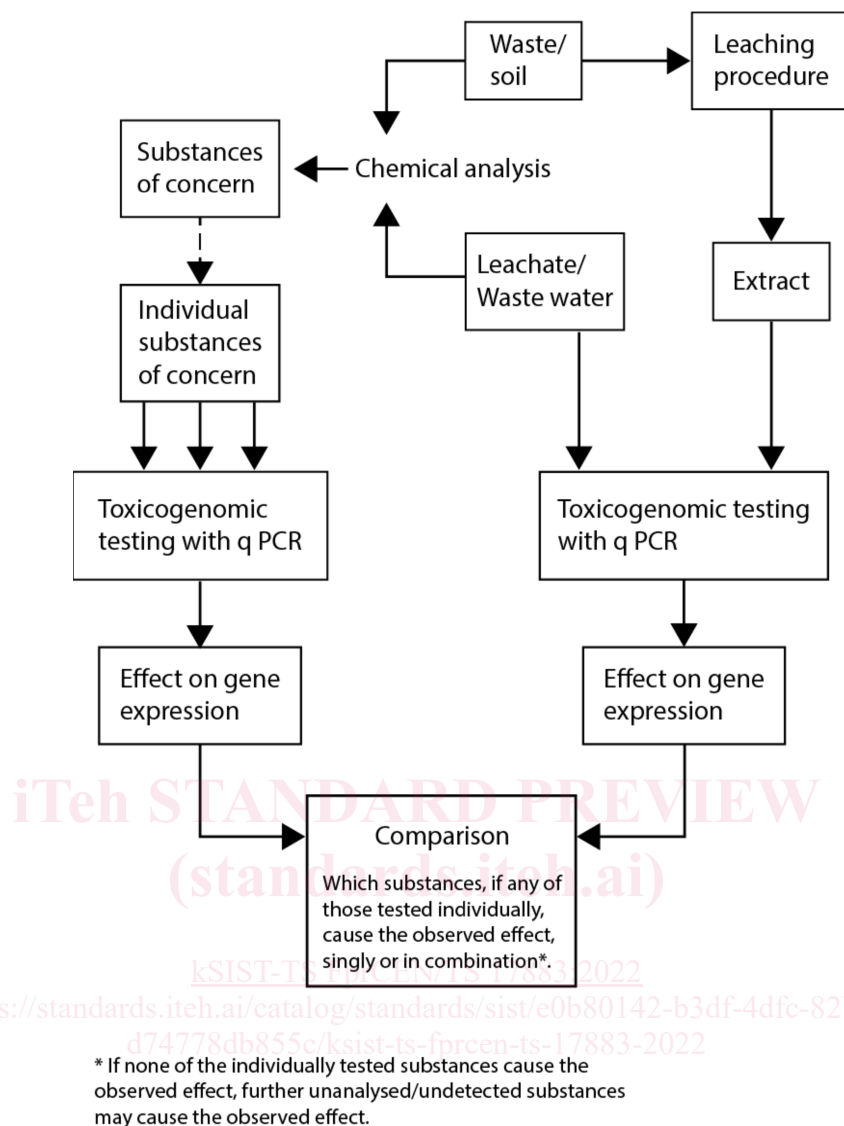 Waste/
soil
Leaching
procedure
Substances
of concern
Chemical analysis
Leachate/
Waste water
Extract
Individual
substances
of concern
Toxicogenomic
testing with q PCR
Toxicogenomic testing
with q PCR
Effect on gene
expression
Effect on gene
expression
iTeh STANDARD PREVIEW
(standards.iteh.ai)
Comparison
Which substances, if any of
those tested individually,
cause the observed effect,
singly or in combination*.
kSIST-TS FprCEN/TS 17883:2022
s://standards.iteh.ai/catalog/standards/sist/e0b80142-b3df-4dfc-82
d74778db855c/ksist-ts-fprcen-ts-17883-2022
* If none of the individually tested substances cause the
observed effect, further unanalysed/undetected substances
may cause the observed effect.